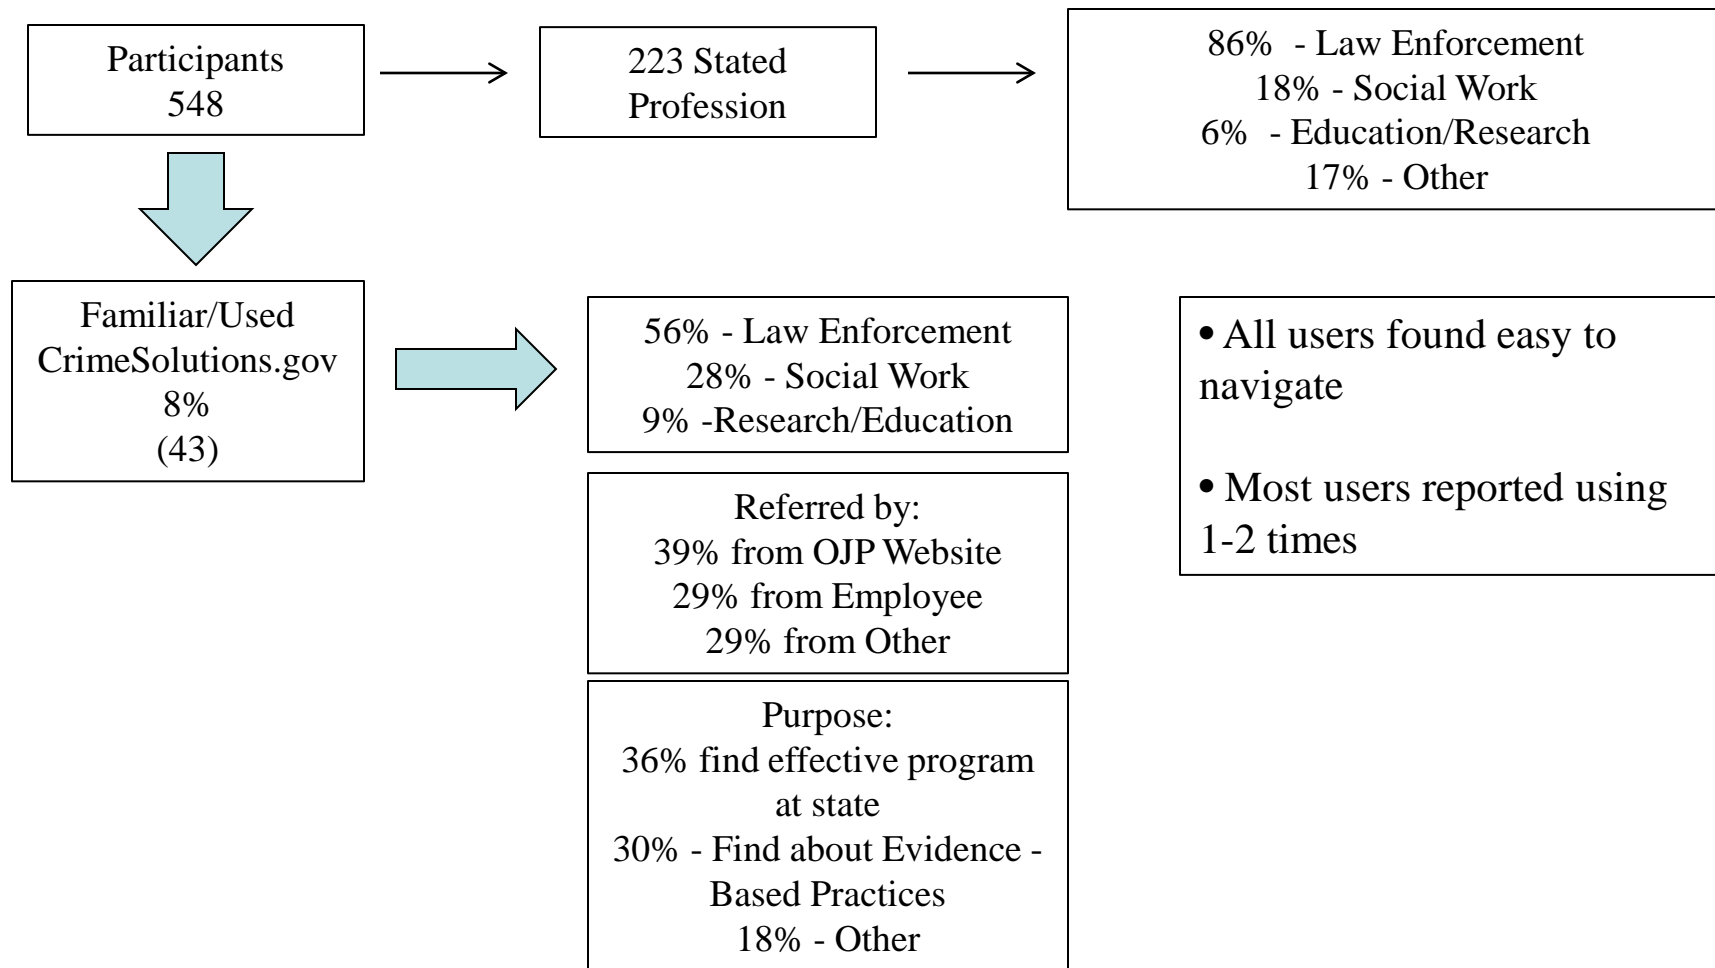 Participants
548
223 Stated
Profession
86%  - Law Enforcement
18% - Social Work
6%  - Education/Research
17% - Other
Familiar/Used
CrimeSolutions.gov
8%
(43)
56% - Law Enforcement
28% - Social Work
9% -Research/Education
Referred by:
39% from OJP Website
29% from Employee
29% from Other
Purpose:
36% find effective program
at state
30% - Find about Evidence -
Based Practices
18% - Other
• All users found easy to
navigate
• Most users reported using
1-2 times